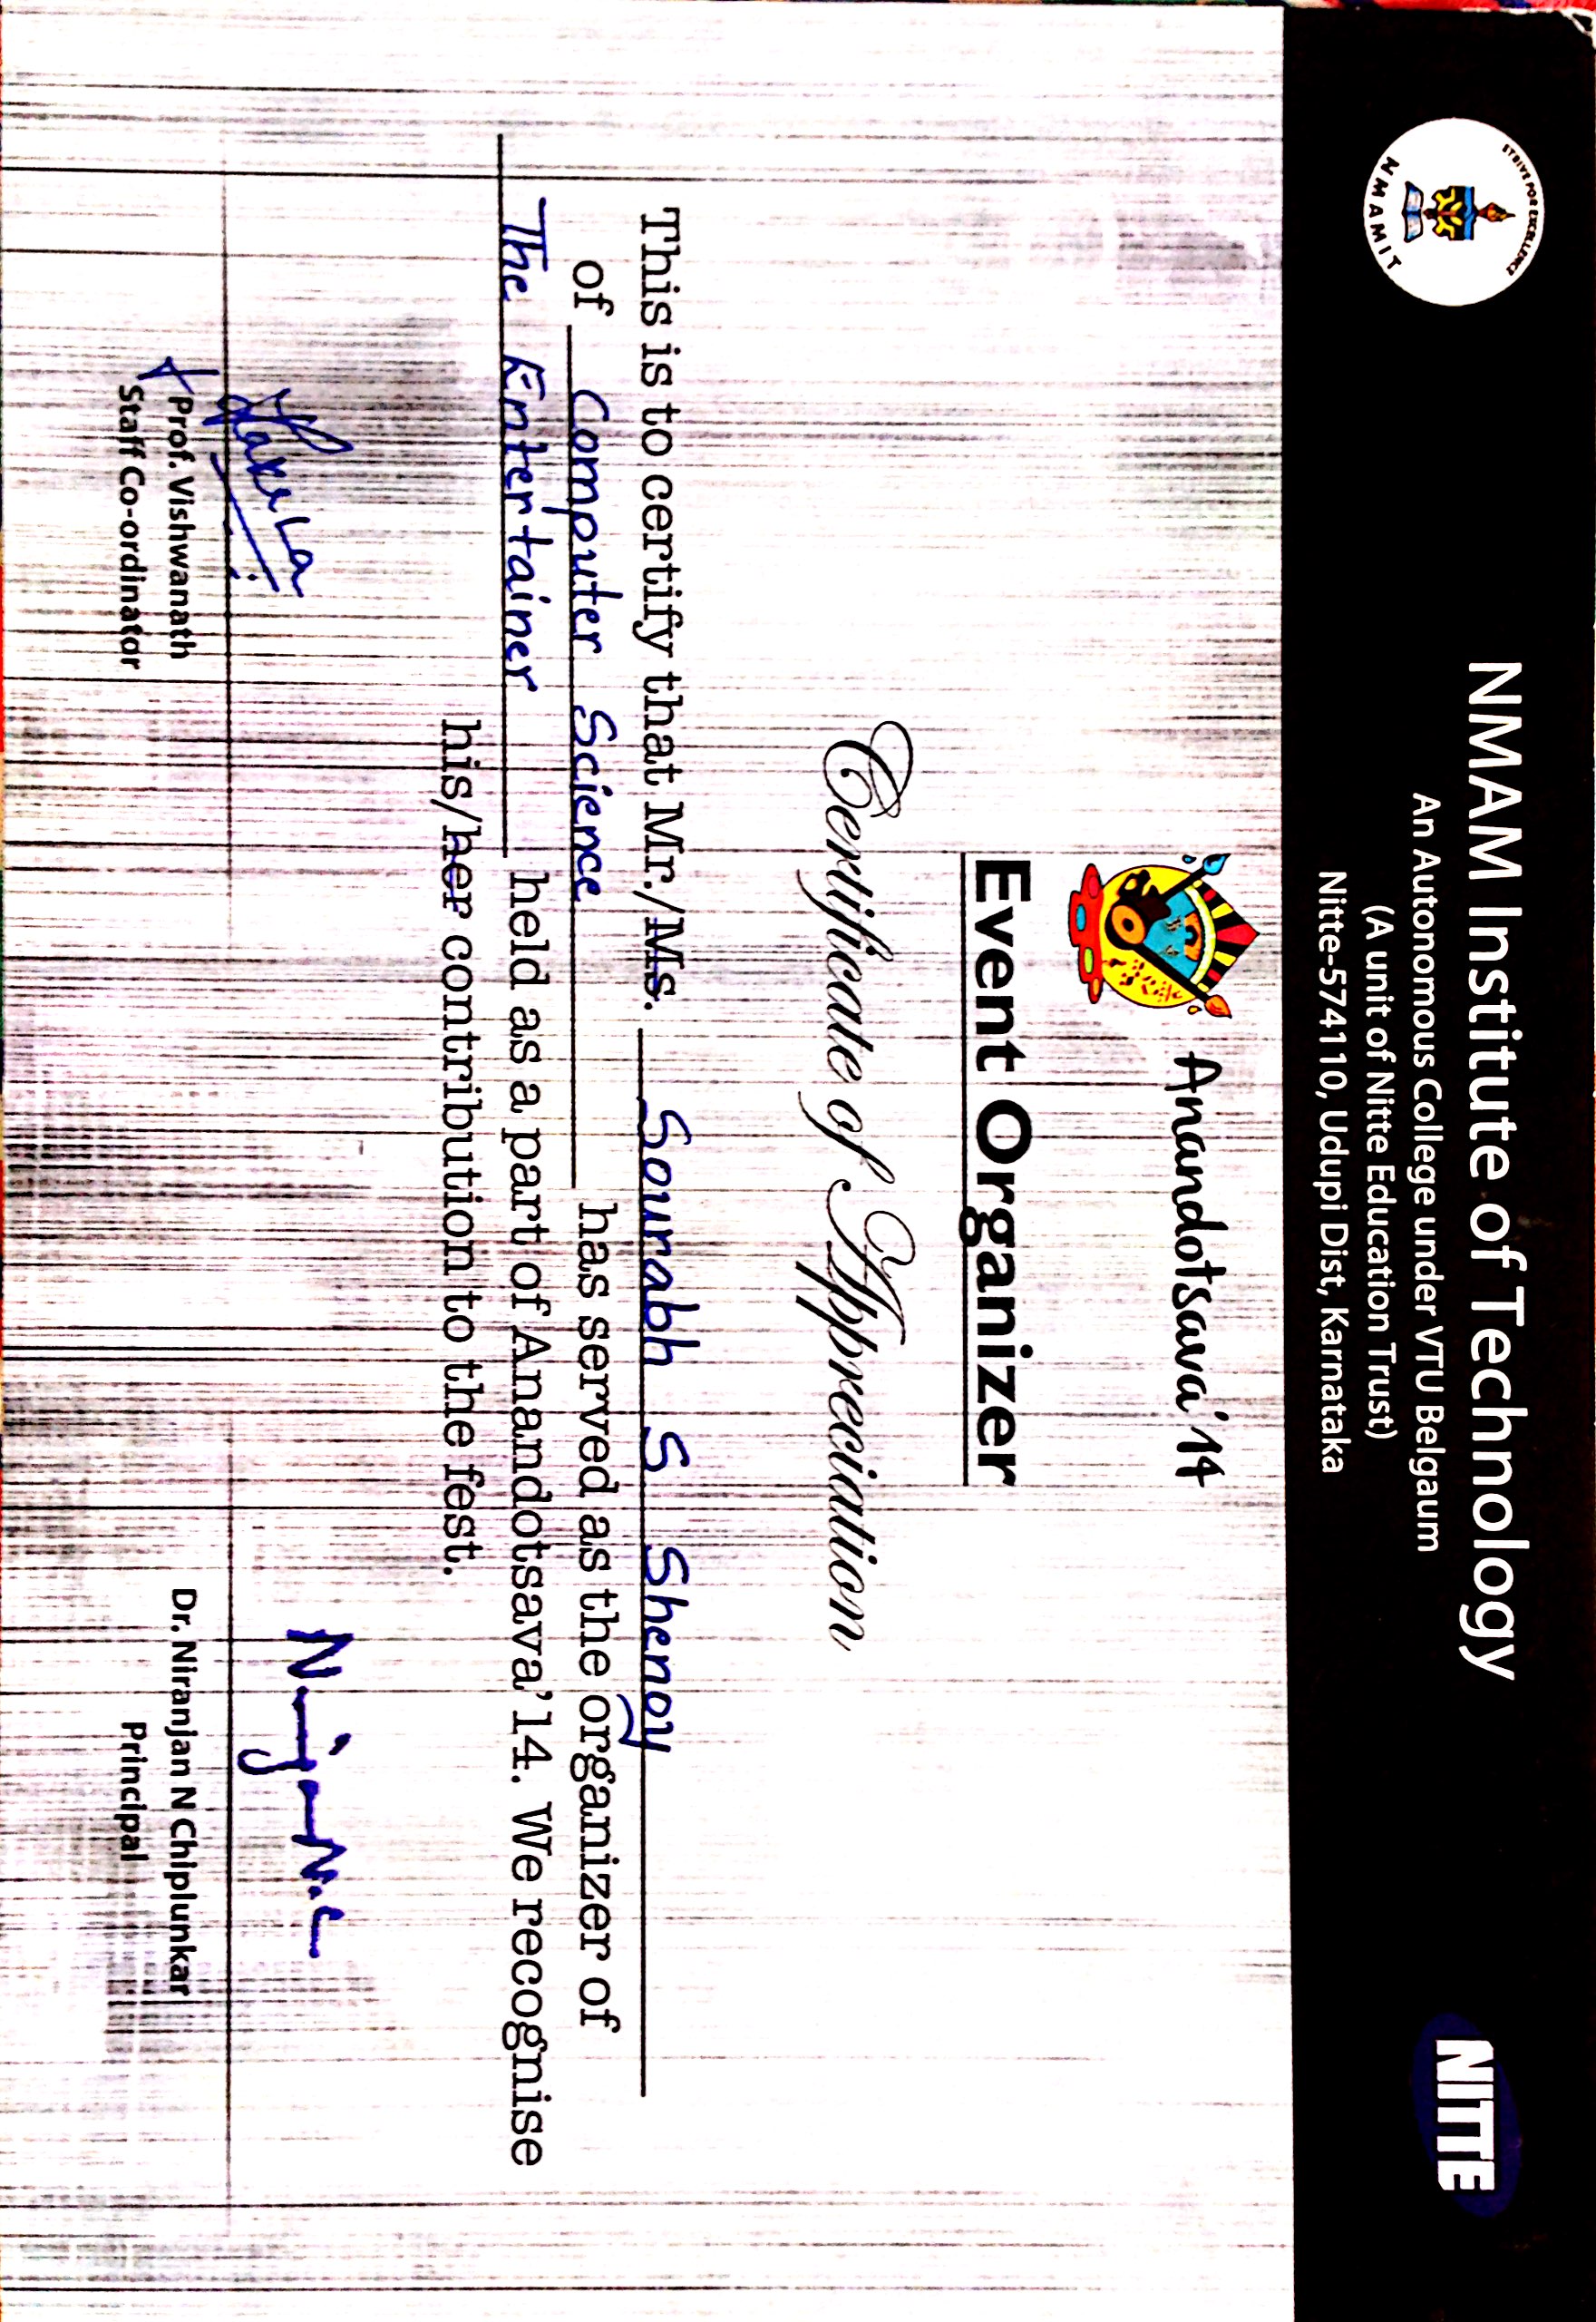 STRIVE FOR EXCELLENCE
NMAMIT
NMAM Institute of Technology
An Autonomous College under VTU Belgaum
(A unit of Nitte Education Trust)
Nitte-574110, Udupi Dist, Karnataka
NITTE
Anandotsava'14
Event Organizer
Certificate of Appreciation
This is to certify that Mr./Ms. Sourabh S Shenoy
of Computer Science has served as the organizer of
The Entertainer held as a part of Anandotsava'14. We recognise
his/her contribution to the fest.
Prof. Vishwanath
Staff Co-ordinator
Dr. Niranjan N Chiplunkar
Principal